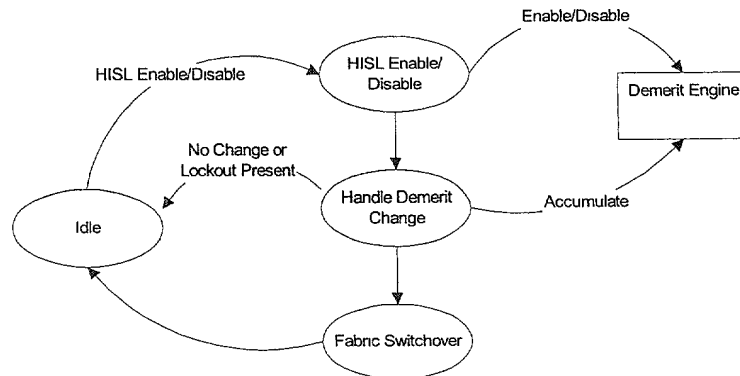 Enable/Disable
HISL Enable/Disable
HISL Enable/
Disable
Demerit Engine
No Change or
Lockout Present
Handle Demerit
Change
Accumulate
Idle
Fabric Switchover